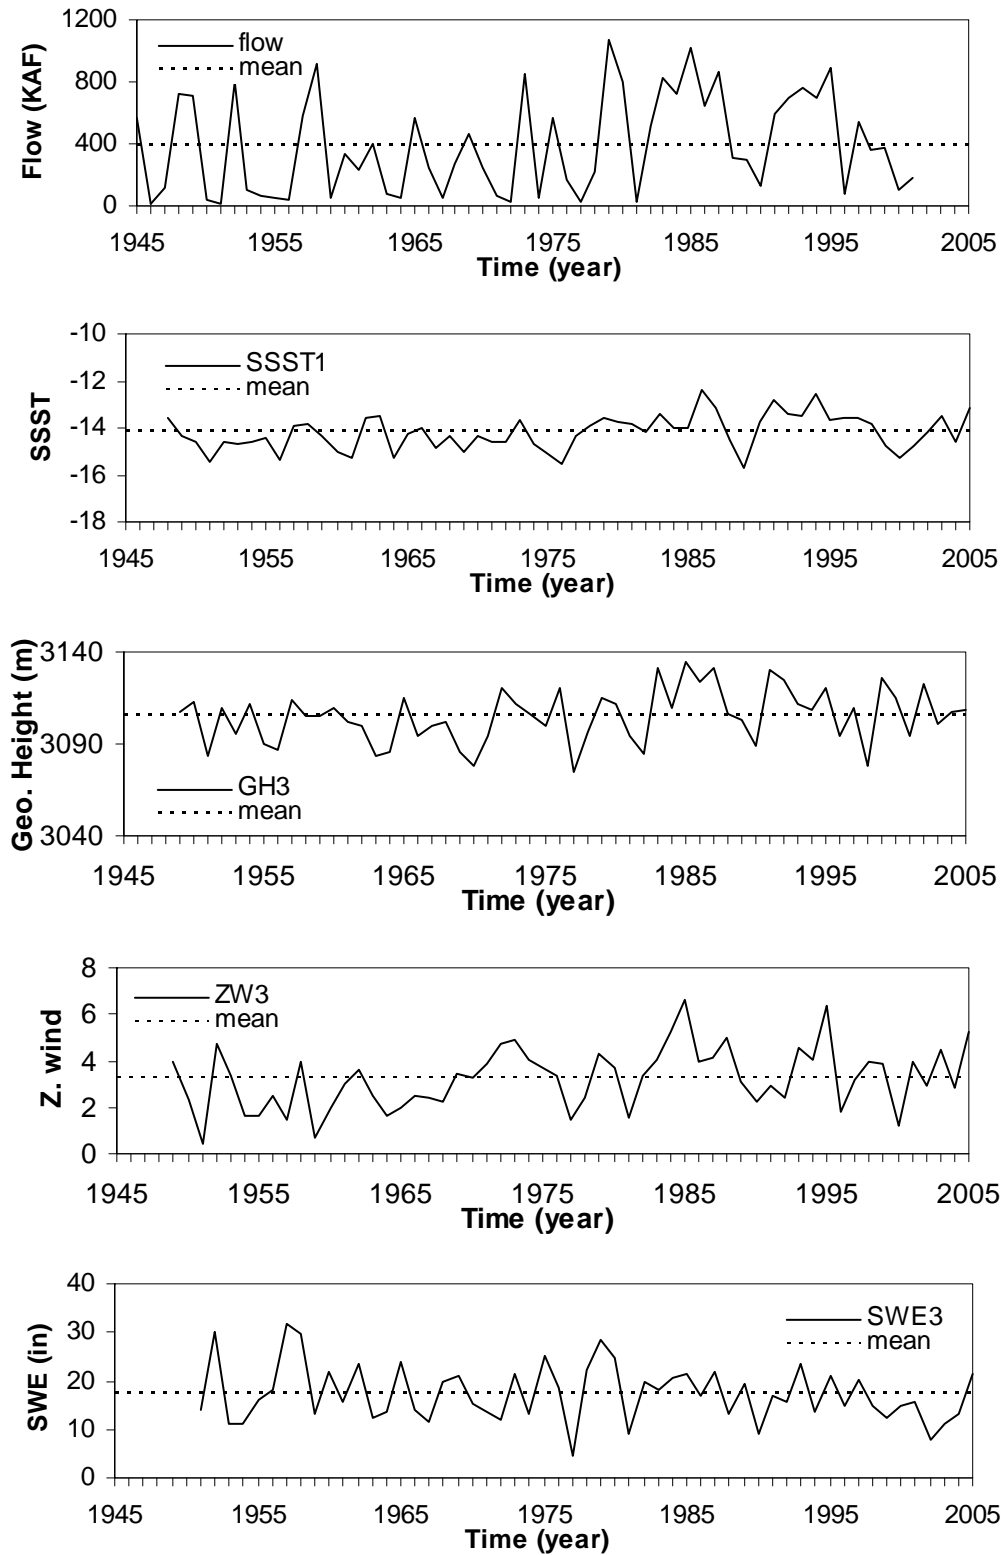 1200
800
400
0
Flow (KAF)
flow
mean
1945 1955 1965 1975 1985 1995 2005
Time (year)
-10
-12
-14
-16
-18
SSST
SSST1
mean
1945 1955 1965 1975 1985 1995 2005
Time (year)
3140
3090
3040
Geo. Height (m)
GH3
mean
1945 1955 1965 1975 1985 1995 2005
Time (year)
8
6
4
2
0
Z. wind
ZW3
mean
1945 1955 1965 1975 1985 1995 2005
Time (year)
40
30
20
10
0
SWE (in)
SWE3
mean
1945 1955 1965 1975 1985 1995 2005
Time (year)